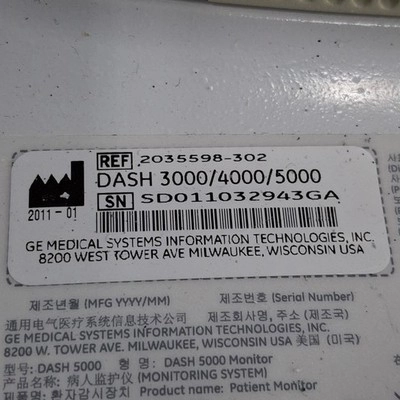 REF 2035598-302
DASH 3000/4000/5000
2011-01
SN SD011032943GA
GE MEDICAL SYSTEMS INFORMATION TECHNOLOGIES, INC.
8200 WEST TOWER AVE MILWAUKEE, WISCONSIN USA
제조년월 (MFG YYYY/MM) 제조번호 (Serial Number)
通用电气医疗系统信息技术公司 제조회사명, 주소 (제조국)
GE MEDICAL SYSTEMS INFORMATION TECHNOLOGIES, INC.
8200 W. TOWER AVE. MILWAUKEE, WISCONSIN USA 美国 (미국)
型号: DASH 5000 형 명: DASH 5000 Monitor
产品名称: 病人监护仪 (MONITORING SYSTEM)
제품명: 환자감시장치 Product name: Patient Monitor